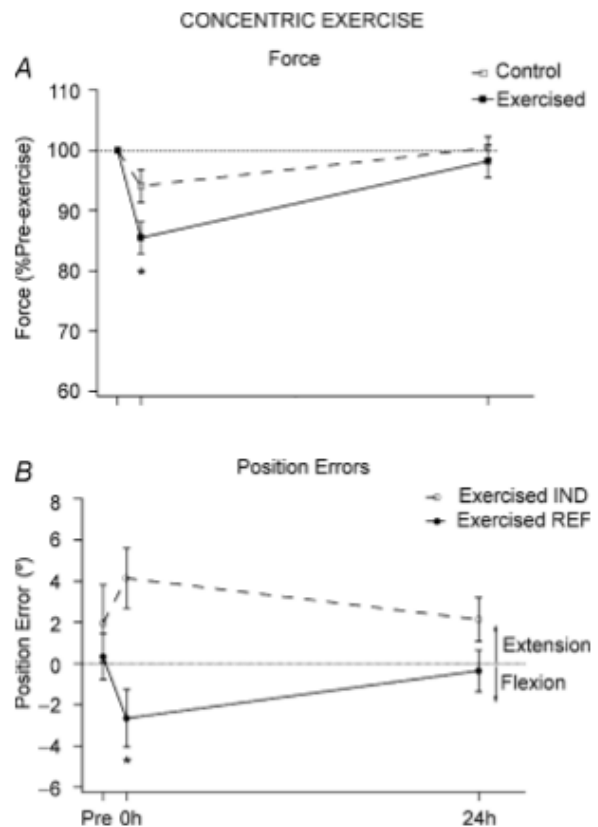 CONCENTRIC EXERCISE
A
Force
Control
Exercised
Force (%Pre-exercise)
110
100
90
80
70
60
*
B
Position Errors
Exercised IND
Exercised REF
Position Error (º)
8
6
4
2
0
−2
−4
−6
Extension
Flexion
*
Pre 0h 24h